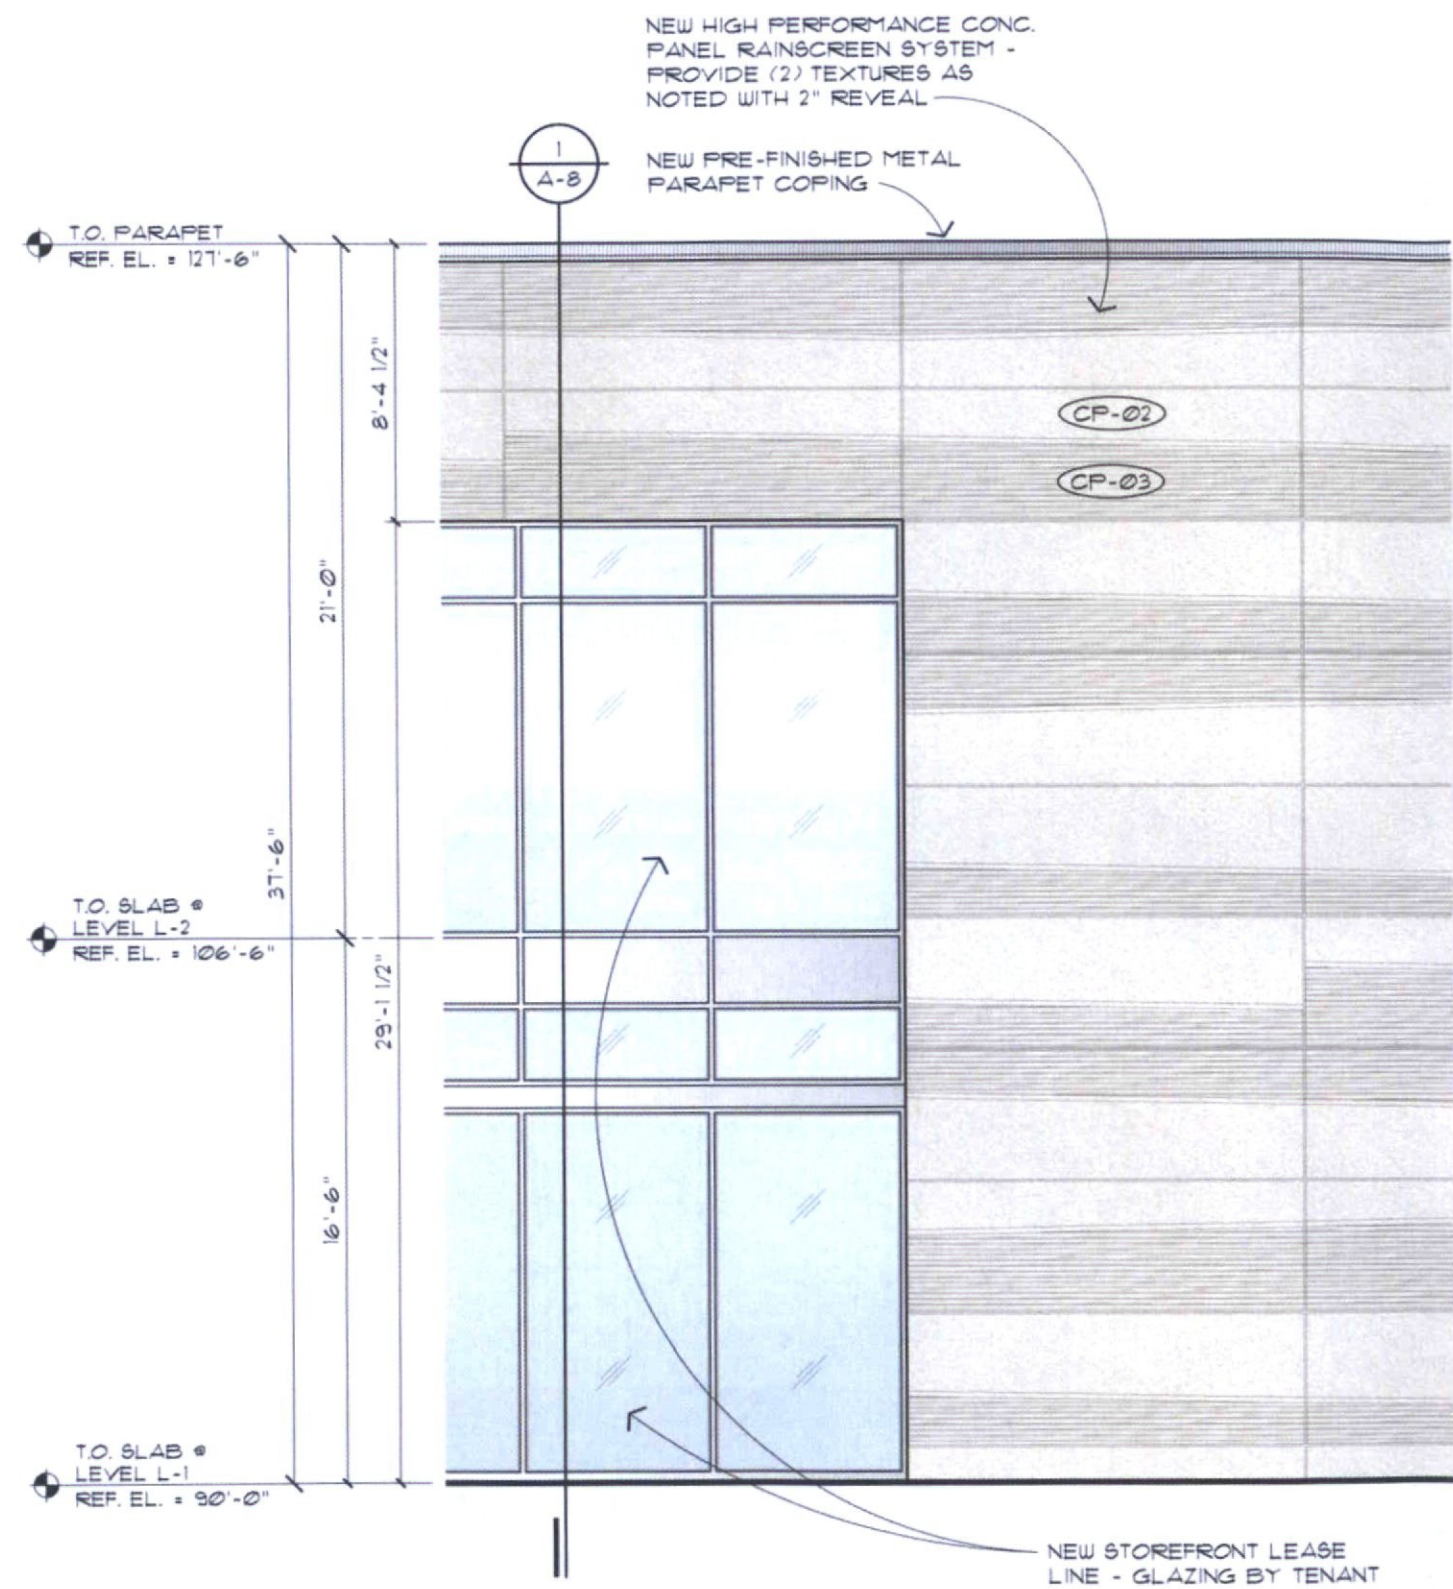 NEW HIGH PERFORMANCE CONC.
PANEL RAINSCREEN SYSTEM -
PROVIDE (2) TEXTURES AS
NOTED WITH 2" REVEAL
1
A-8
NEW PRE-FINISHED METAL
PARAPET COPING
T.O. PARAPET
REF. EL. = 127'-6"
8'-4 1/2"
CP-02
CP-03
21'-0"
37'-6"
T.O. SLAB @
LEVEL L-2
REF. EL. = 106'-6"
29'-1 1/2"
16'-6"
T.O. SLAB @
LEVEL L-1
REF. EL. = 90'-0"
NEW STOREFRONT LEASE
LINE - GLAZING BY TENANT